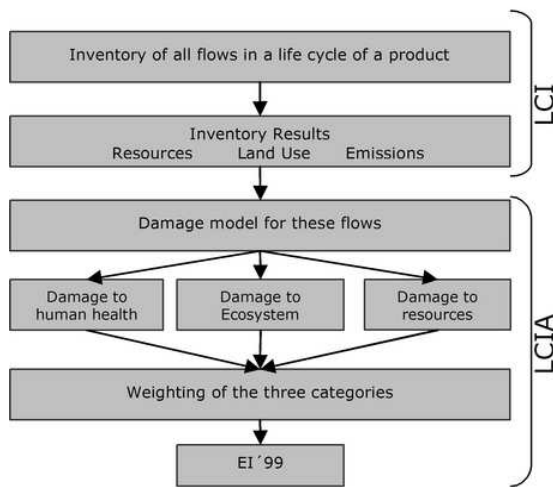 Inventory of all flows in a life cycle of a product
LCI
Inventory Results
Resources Land Use Emissions
Damage model for these flows
Damage to
human health
Damage to
Ecosystem
Damage to
resources
LCIA
Weighting of the three categories
EI´99